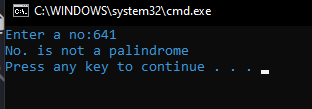 C:\WINDOWS\system32\cmd.exe
Enter a no:641
No. is not a palindrome
Press any key to continue . . .